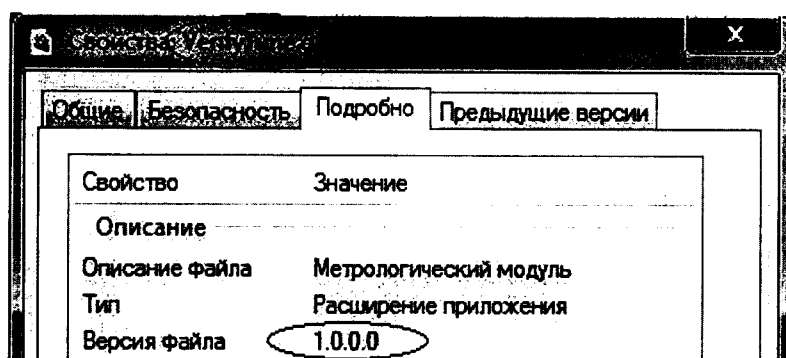 X
Общие Безопасность Подробно Предыдущие версии
Свойство Значение
Описание
Описание файла Метрологический модуль
Тип Расширение приложения
Версия файла 1.0.0.0